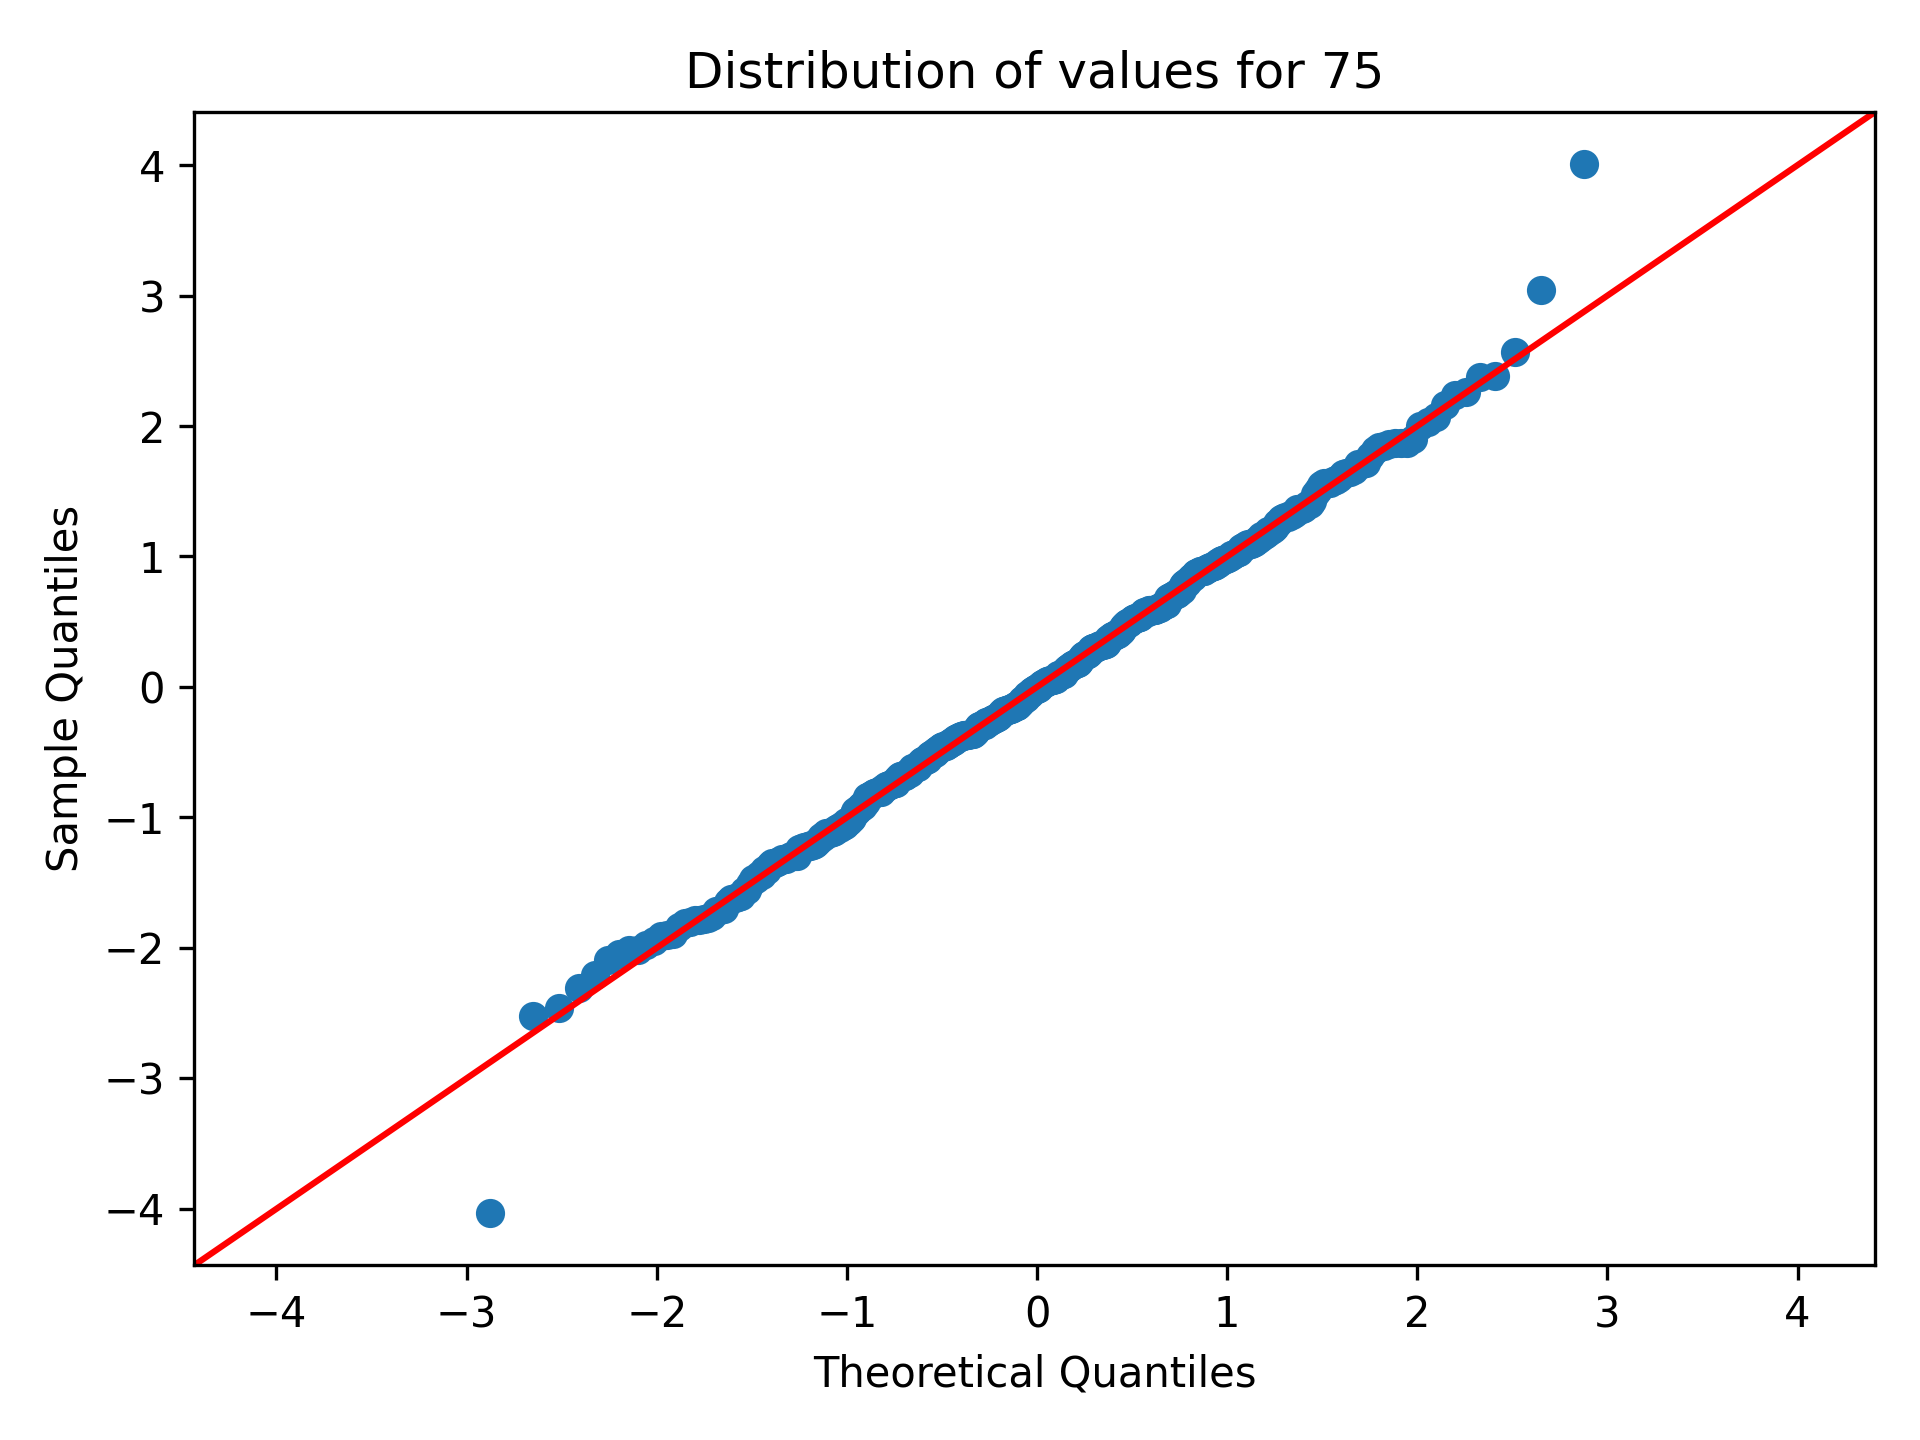 Distribution of values for 75
4
3
2
1
0
−1
−2
−3
−4
Sample Quantiles
−4 −3 −2 −1 0 1 2 3 4
Theoretical Quantiles